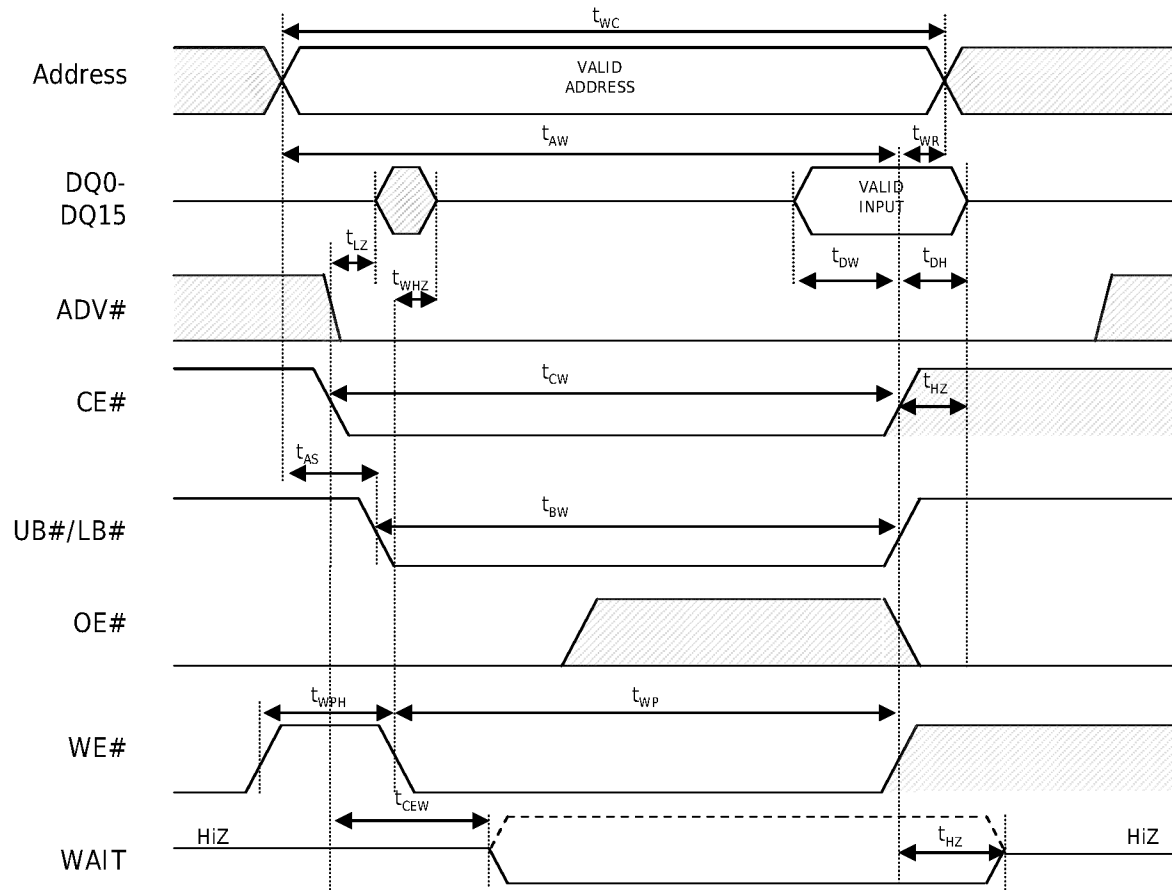 tWC
Address
VALID
ADDRESS
tAW
tWR
DQ0-
DQ15
VALID
INPUT
tLZ
tWHZ
tDW
tDH
ADV#
tCW
tHZ
CE#
tAS
tBW
UB#/LB#
OE#
tWPH
tWP
WE#
tCEW
HiZ
tHZ
HiZ
WAIT